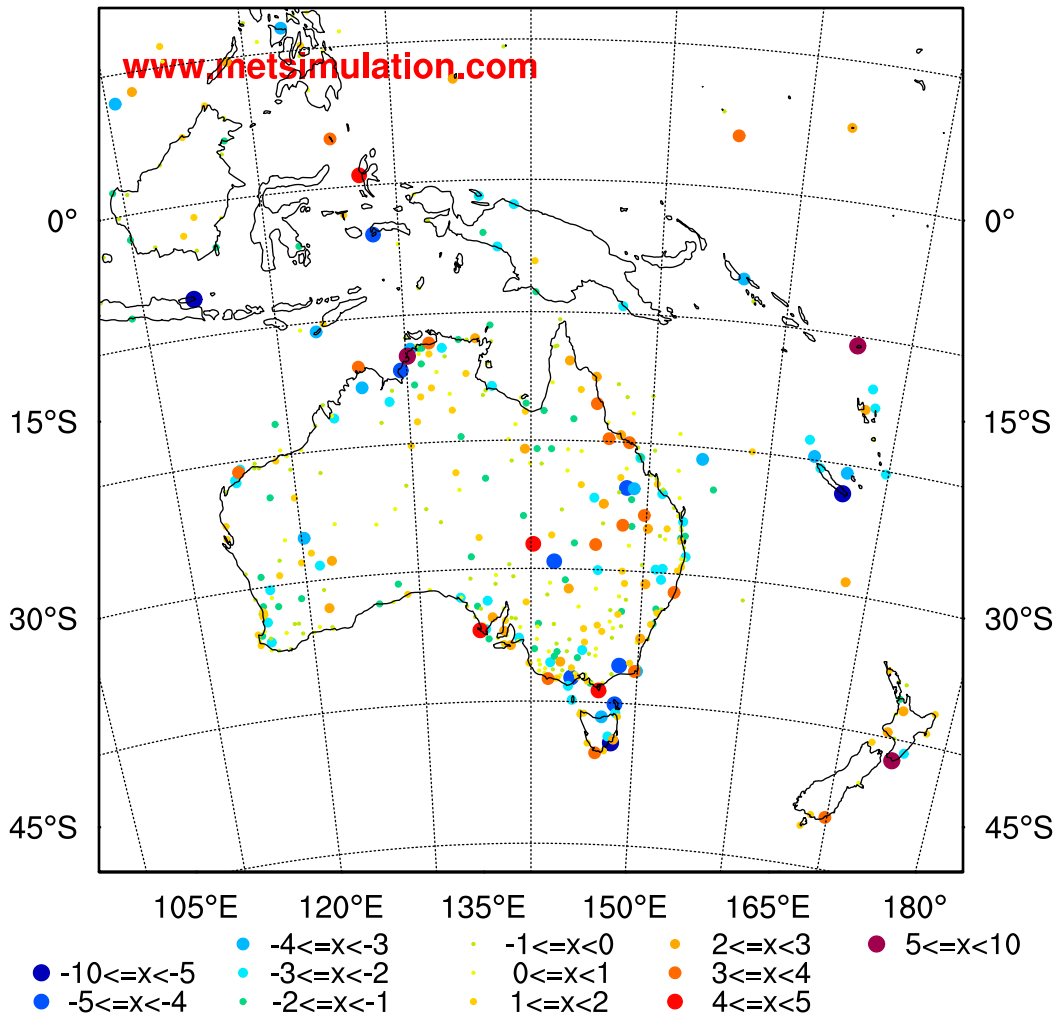 www.metsimulation.com
0° 0°
15°S 15°S
30°S 30°S
45°S 45°S
105°E 120°E 135°E 150°E 165°E 180°
-4<=x<-3 -1<=x<0 2<=x<3 5<=x<10
-10<=x<-5 -3<=x<-2 0<=x<1 3<=x<4
-5<=x<-4 -2<=x<-1 1<=x<2 4<=x<5